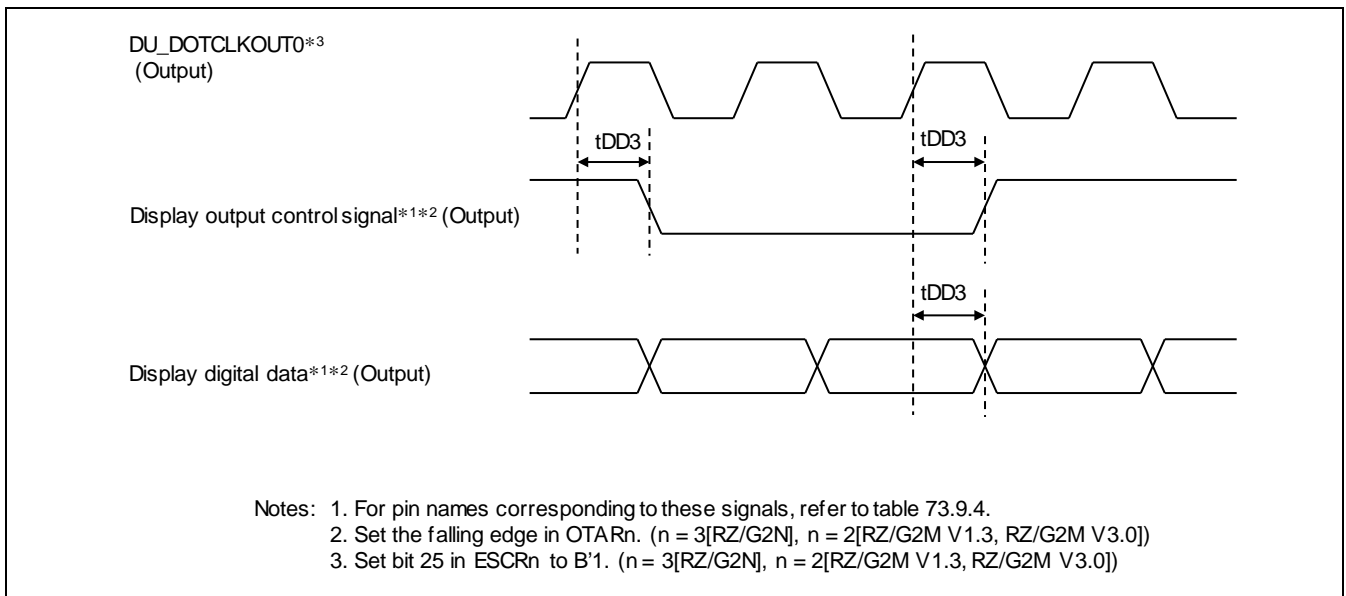 DU_DOTCLKOUT0*3
(Output)
tDD3
tDD3
Display output control signal*1*2 (Output)
tDD3
Display digital data*1*2 (Output)
Notes: 1. For pin names corresponding to these signals, refer to table 73.9.4.
2. Set the falling edge in OTARn. (n = 3[RZ/G2N], n = 2[RZ/G2M V1.3, RZ/G2M V3.0])
3. Set bit 25 in ESCRn to B'1. (n = 3[RZ/G2N], n = 2[RZ/G2M V1.3, RZ/G2M V3.0])